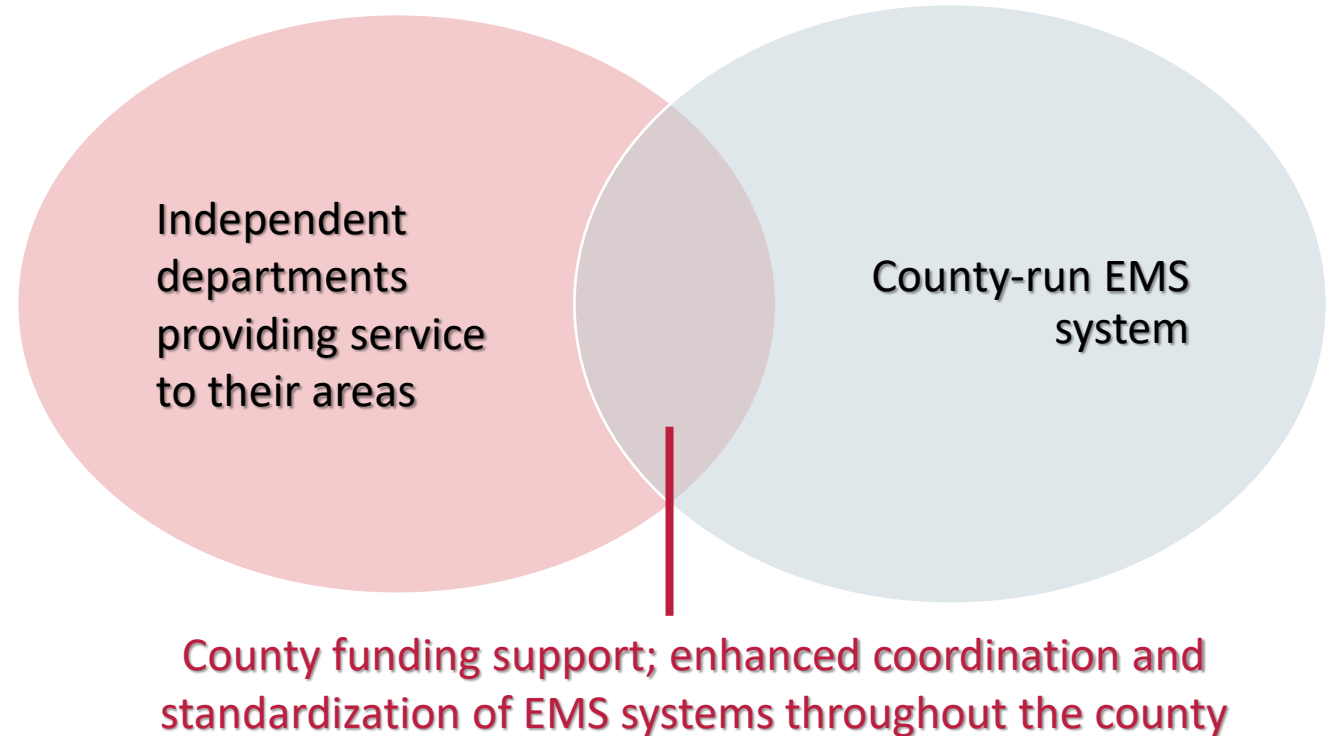 Independent
departments
providing service
to their areas
County-run EMS
system
County funding support; enhanced coordination and
standardization of EMS systems throughout the county